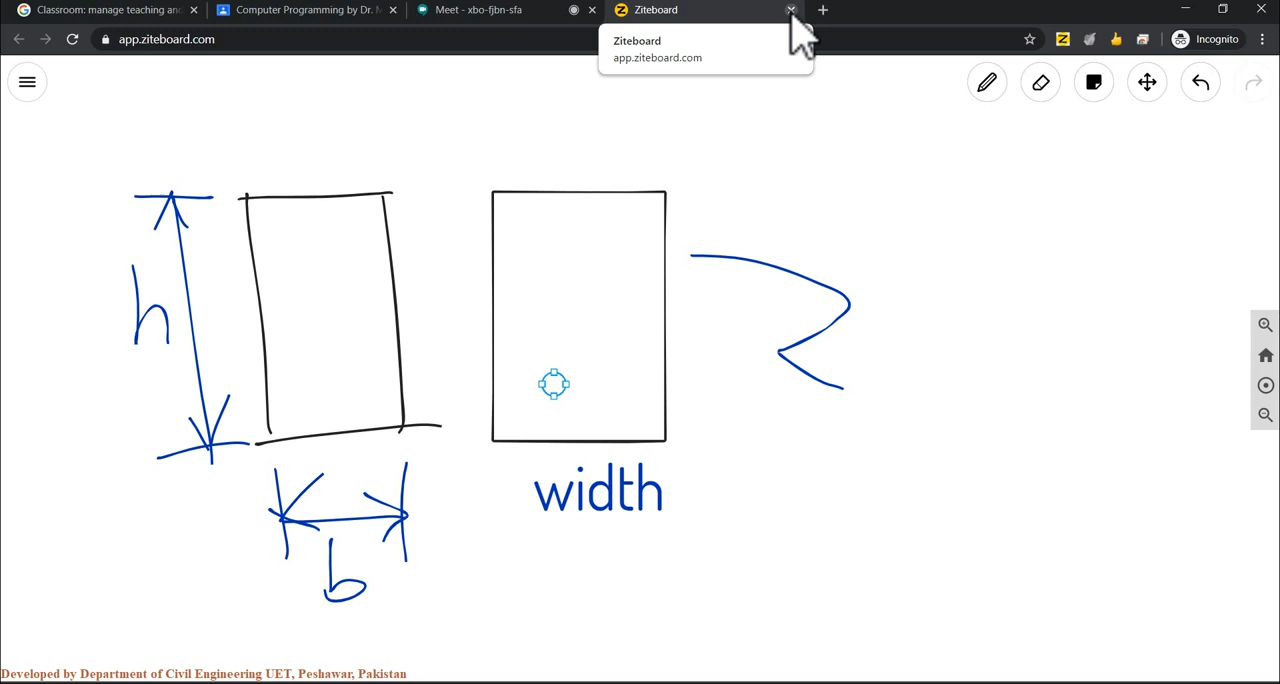 Classroom: manage teaching and
Computer Programming by Dr. M
Meet - xbo-fjbn-sfa
Ziteboard
app.ziteboard.com
Incognito
Ziteboard
app.ziteboard.com
h
width
b
Developed by Department of Civil Engineering UET, Peshawar, Pakistan